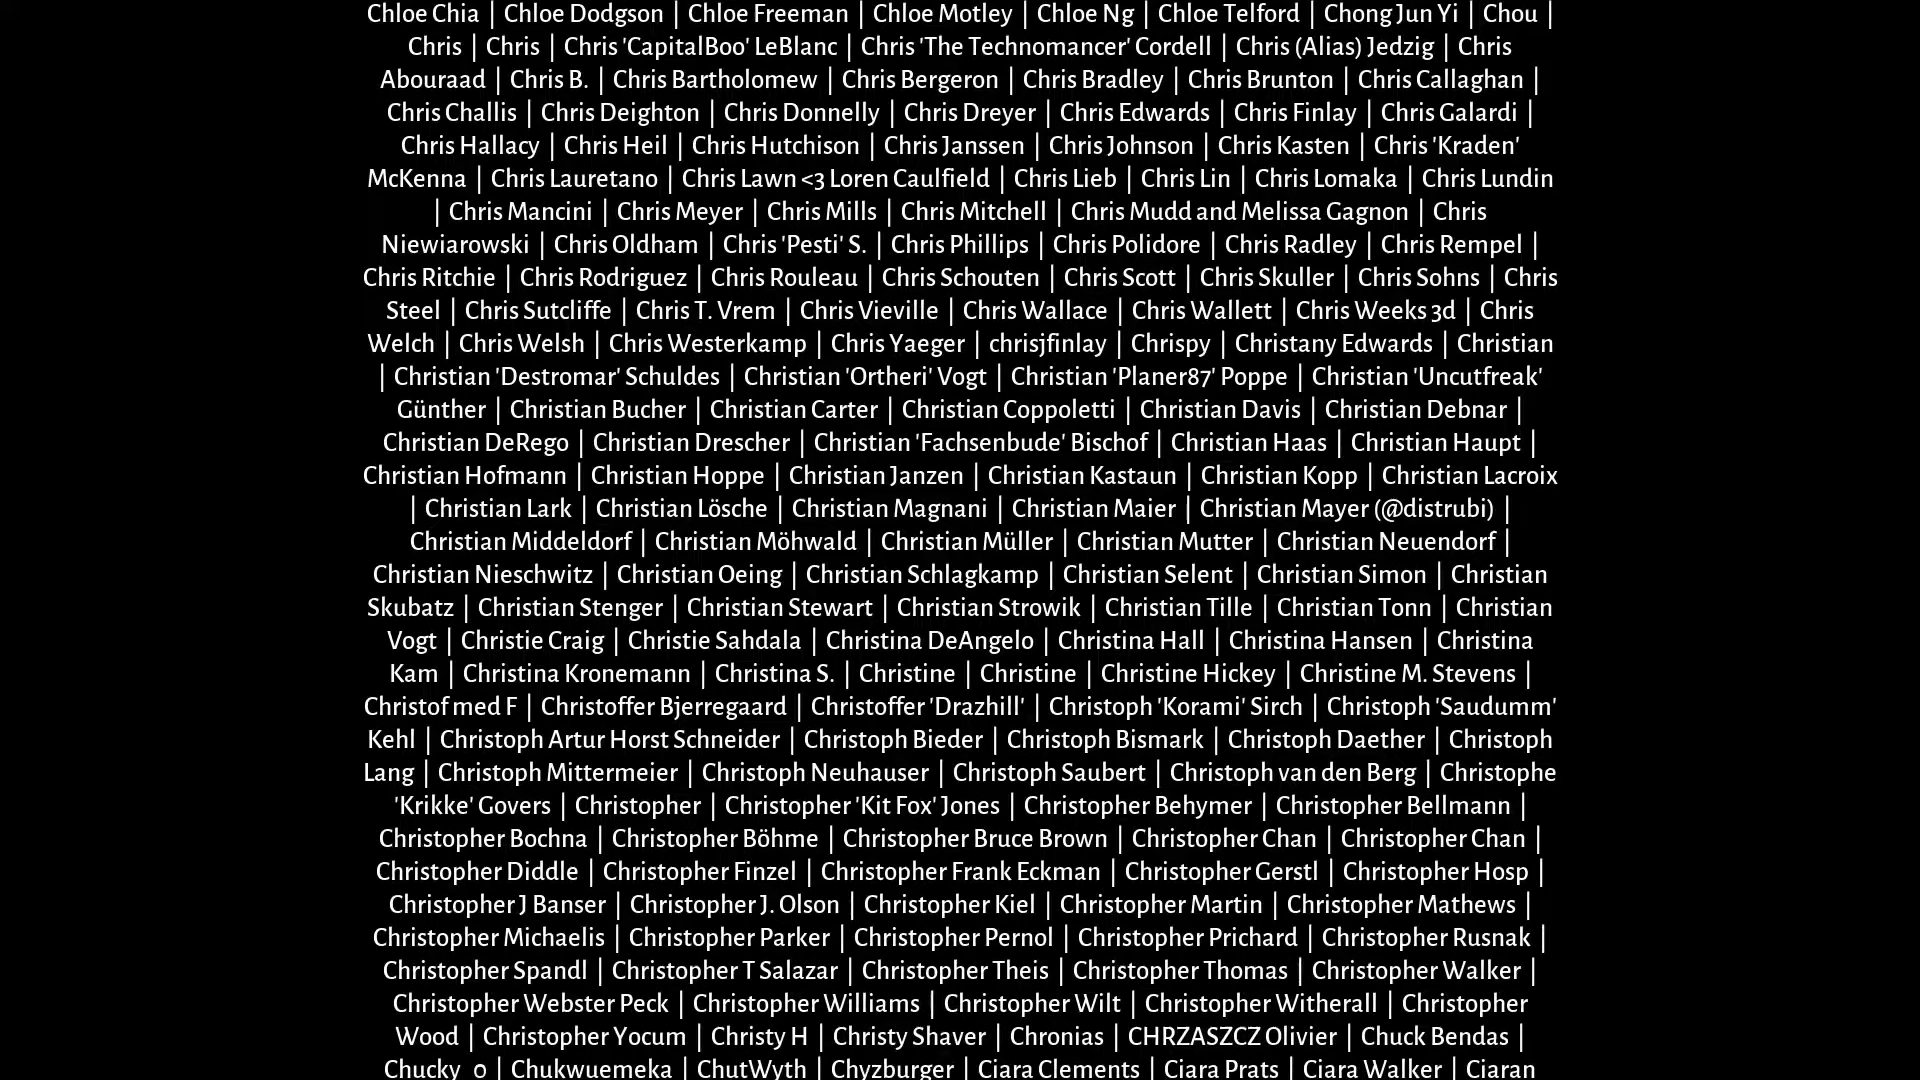 Chloe Chia | Chloe Dodgson | Chloe Freeman | Chloe Motley | Chloe Ng | Chloe Telford | Chong Jun Yi | Chou |
Chris | Chris | Chris 'CapitalBoo' LeBlanc | Chris 'The Technomancer' Cordell | Chris (Alias) Jedzig | Chris
Abouraad | Chris B. | Chris Bartholomew | Chris Bergeron | Chris Bradley | Chris Brunton | Chris Callaghan |
Chris Challis | Chris Deighton | Chris Donnelly | Chris Dreyer | Chris Edwards | Chris Finlay | Chris Galardi |
Chris Hallacy | Chris Heil | Chris Hutchison | Chris Janssen | Chris Johnson | Chris Kasten | Chris 'Kraden'
McKenna | Chris Lauretano | Chris Lawn <3 Loren Caulfield | Chris Lieb | Chris Lin | Chris Lomaka | Chris Lundin
| Chris Mancini | Chris Meyer | Chris Mills | Chris Mitchell | Chris Mudd and Melissa Gagnon | Chris
Niewiarowski | Chris Oldham | Chris 'Pesti' S. | Chris Phillips | Chris Polidore | Chris Radley | Chris Rempel |
Chris Ritchie | Chris Rodriguez | Chris Rouleau | Chris Schouten | Chris Scott | Chris Skuller | Chris Sohns | Chris
Steel | Chris Sutcliffe | Chris T. Vrem | Chris Vieville | Chris Wallace | Chris Wallett | Chris Weeks 3d | Chris
Welch | Chris Welsh | Chris Westerkamp | Chris Yaeger | chrisjfinlay | Chrispy | Christany Edwards | Christian
| Christian 'Destromar' Schuldes | Christian 'Ortheri' Vogt | Christian 'Planer87' Poppe | Christian 'Uncutfreak'
Günther | Christian Bucher | Christian Carter | Christian Coppoletti | Christian Davis | Christian Debnar |
Christian DeRego | Christian Drescher | Christian 'Fachsenbude' Bischof | Christian Haas | Christian Haupt |
Christian Hofmann | Christian Hoppe | Christian Janzen | Christian Kastaun | Christian Kopp | Christian Lacroix
| Christian Lark | Christian Lösche | Christian Magnani | Christian Maier | Christian Mayer (@distrubi) |
Christian Middeldorf | Christian Möhwald | Christian Müller | Christian Mutter | Christian Neuendorf |
Christian Nieschwitz | Christian Oeing | Christian Schlagkamp | Christian Selent | Christian Simon | Christian
Skubatz | Christian Stenger | Christian Stewart | Christian Strowik | Christian Tille | Christian Tonn | Christian
Vogt | Christie Craig | Christie Sahdala | Christina DeAngelo | Christina Hall | Christina Hansen | Christina
Kam | Christina Kronemann | Christina S. | Christine | Christine | Christine Hickey | Christine M. Stevens |
Christof med F | Christoffer Bjerregaard | Christoffer 'Drazhill' | Christoph 'Korami' Sirch | Christoph 'Saudumm'
Kehl | Christoph Artur Horst Schneider | Christoph Bieder | Christoph Bismark | Christoph Daether | Christoph
Lang | Christoph Mittermeier | Christoph Neuhauser | Christoph Saubert | Christoph van den Berg | Christophe
'Krikke' Govers | Christopher | Christopher 'Kit Fox' Jones | Christopher Behymer | Christopher Bellmann |
Christopher Bochna | Christopher Böhme | Christopher Bruce Brown | Christopher Chan | Christopher Chan |
Christopher Diddle | Christopher Finzel | Christopher Frank Eckman | Christopher Gerstl | Christopher Hosp |
Christopher J Banser | Christopher J. Olson | Christopher Kiel | Christopher Martin | Christopher Mathews |
Christopher Michaelis | Christopher Parker | Christopher Pernol | Christopher Prichard | Christopher Rusnak |
Christopher Spandl | Christopher T Salazar | Christopher Theis | Christopher Thomas | Christopher Walker |
Christopher Webster Peck | Christopher Williams | Christopher Wilt | Christopher Witherall | Christopher
Wood | Christopher Yocum | Christy H | Christy Shaver | Chronias | CHRZASZCZ Olivier | Chuck Bendas |
Chucky_0 | Chukwuemeka | ChutWyth | Chyzburger | Ciara Clements | Ciara Prats | Ciara Walker | Ciaran